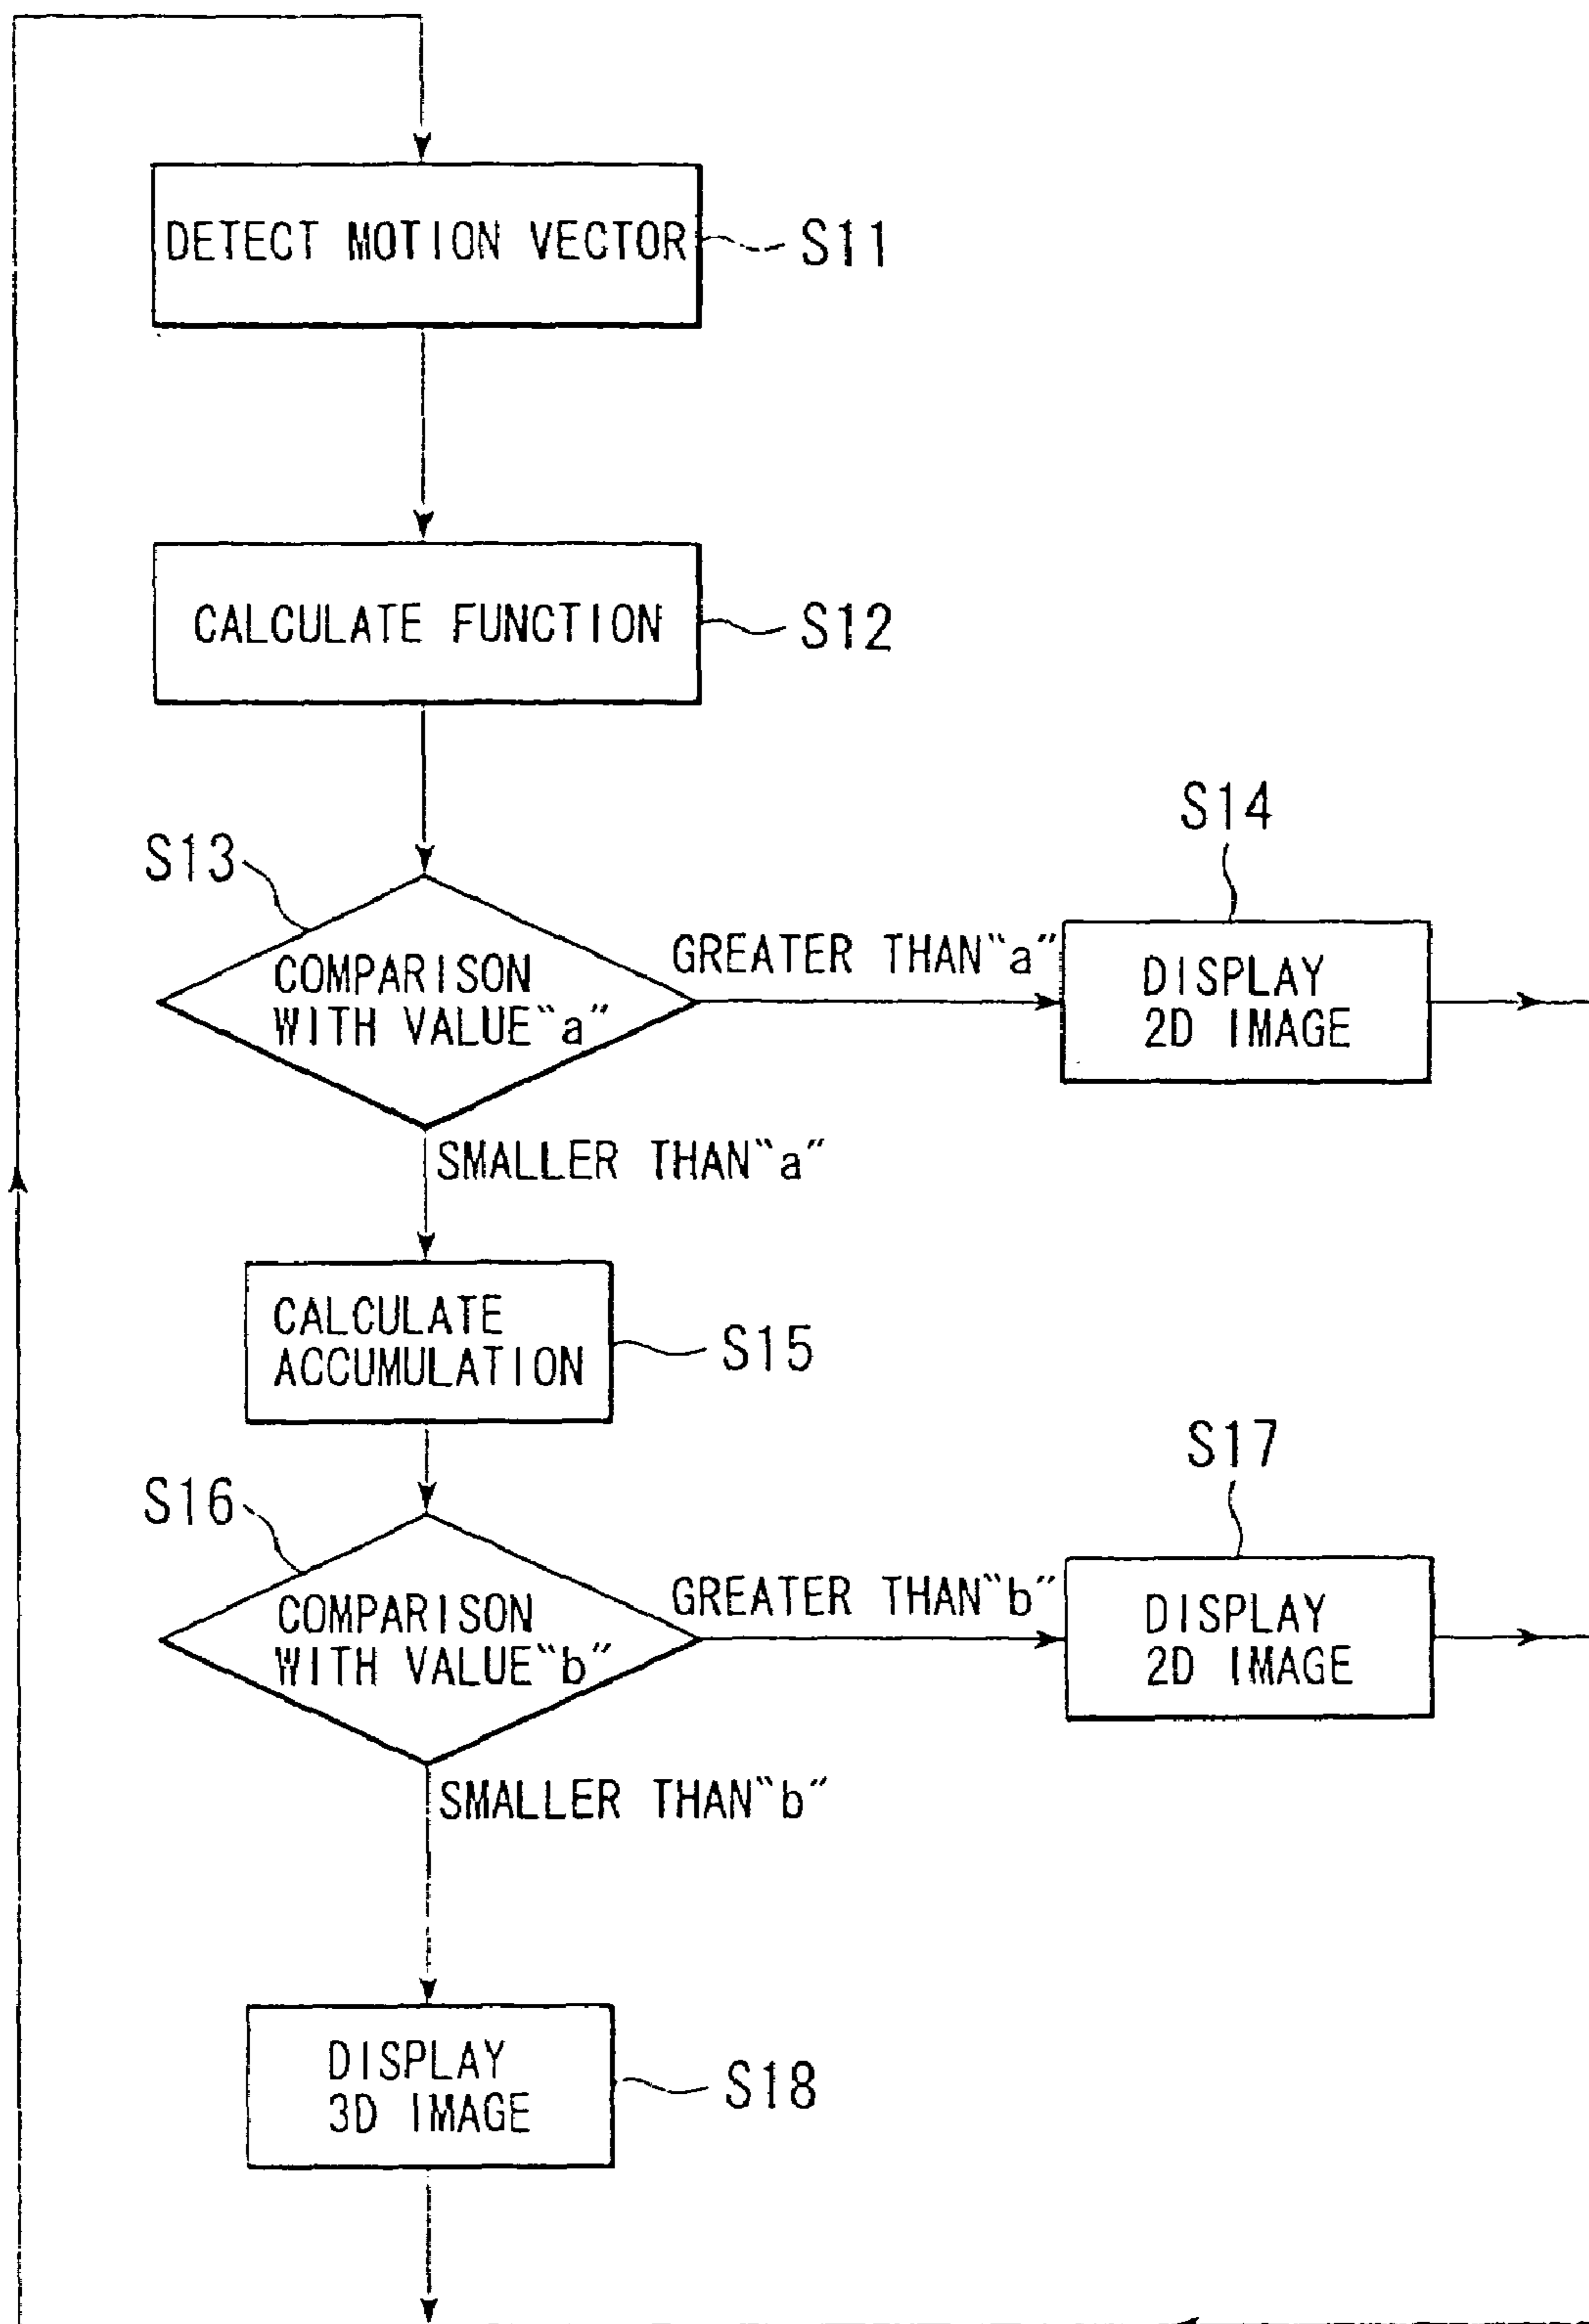 DETECT MOTION VECTOR
S11
CALCULATE FUNCTION
S12
S13
COMPARISON
WITH VALUE "a"
GREATER THAN "a"
S14
DISPLAY
2D IMAGE
SMALLER THAN "a"
CALCULATE
ACCUMULATION
S15
S16
COMPARISON
WITH VALUE "b"
GREATER THAN "b"
S17
DISPLAY
2D IMAGE
SMALLER THAN "b"
DISPLAY
3D IMAGE
S18